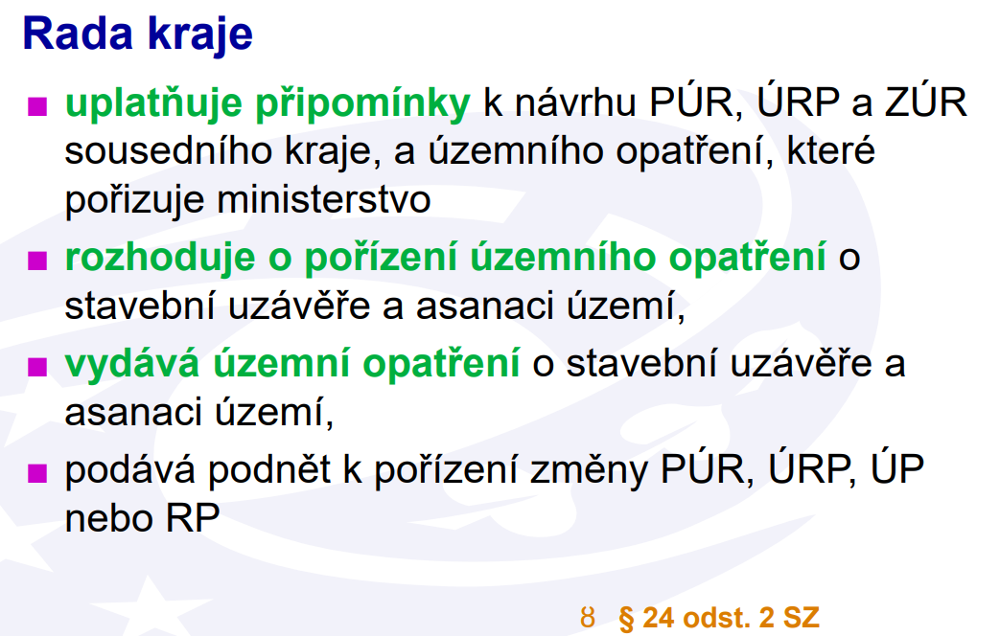 Rada kraje
uplatňuje připomínky k návrhu PÚR, ÚRP a ZÚR
sousedního kraje, a územního opatření, které
pořizuje ministerstvo
rozhoduje o pořízení územního opatření o
stavební uzávěře a asanaci území,
vydává územní opatření o stavební uzávěře a
asanaci území,
podává podnět k pořízení změny PÚR, ÚRP, ÚP
nebo RP
8 § 24 odst. 2 SZ